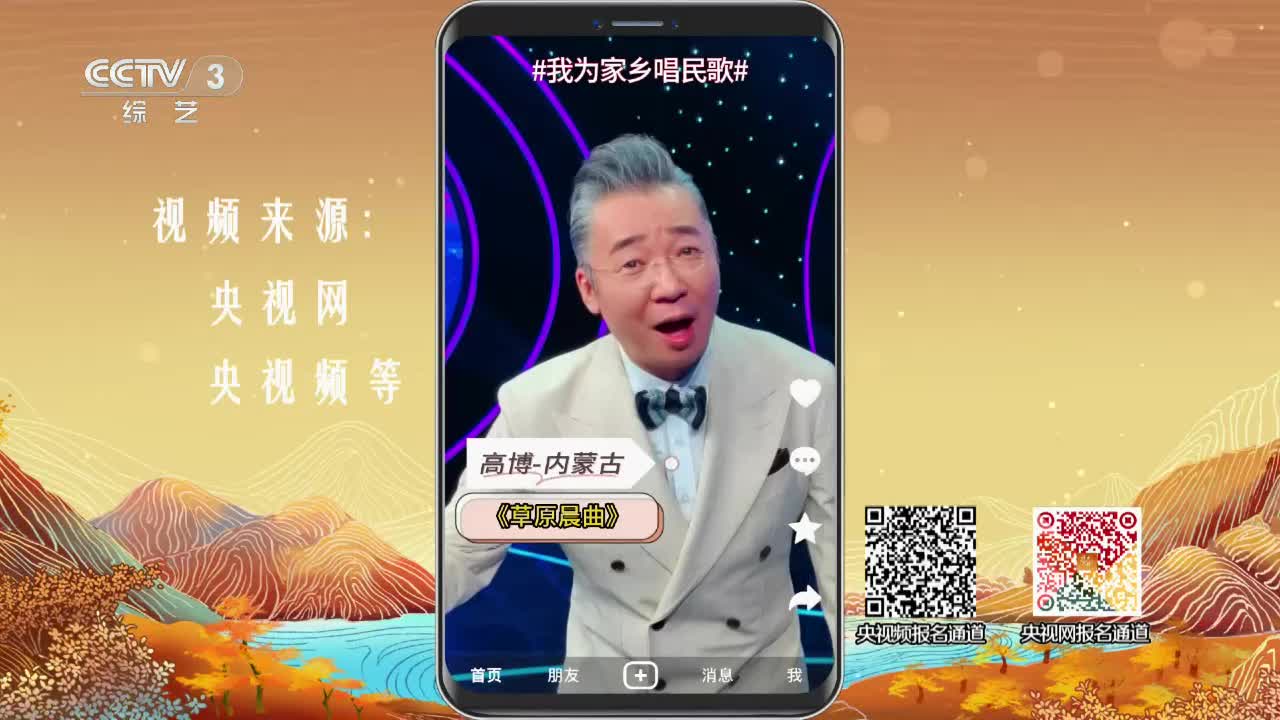 CCTV 3
综艺
#我为家乡唱民歌#
视频来源：
央视网
央视频等
高博-内蒙古
《草原晨曲》
央视频报名通道
央视网报名通道
首页 朋友 消息 我